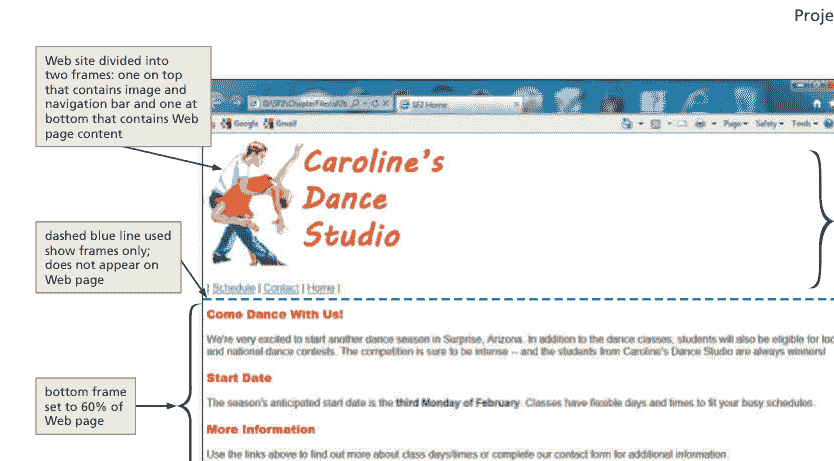 Proje
Web site divided into
two frames: one on top
that contains image and
navigation bar and one at
bottom that contains Web
page content
SFZ Home
Google Gmail
Page Safety Tools
Caroline's
Dance
Studio
dashed blue line used
show frames only;
does not appear on
Web page
| Schedule | Contact | Home |
Come Dance With Us!
We're very excited to start another dance season in Surprise, Arizona. In addition to the dance classes, students will also be eligible for loc
and national dance contests. The competition is sure to be intense – and the students from Caroline's Dance Studio are always winners!
Start Date
The season's anticipated start date is the third Monday of February. Classes have flexible days and times to fit your busy schedules.
bottom frame
set to 60% of
Web page
More Information
Use the links above to find out more about class days/times or complete our contact form for additional information.